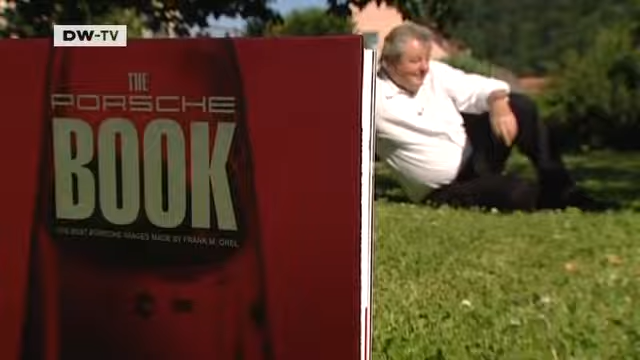 DW-TV
THE
PORSCHE
BOOK
THE BEST PORSCHE IMAGES MADE BY FRANK M. OREL